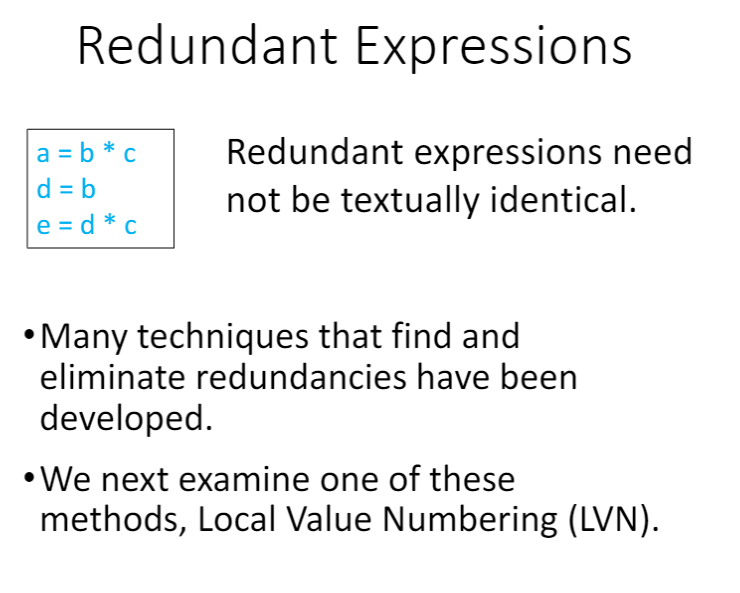 Redundant Expressions
a = b * c
d = b
e = d * c
Redundant expressions need
not be textually identical.
•Many techniques that find and
eliminate redundancies have been
developed.
•We next examine one of these
methods, Local Value Numbering (LVN).